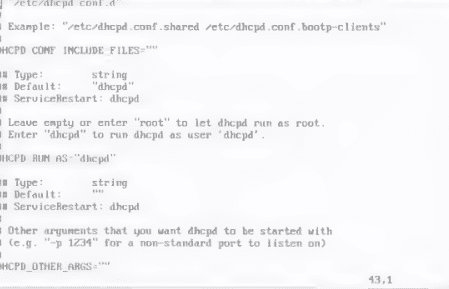 /etc/dhcpd.conf.d"
#
# Example: "/etc/dhcpd.conf.shared /etc/dhcpd.conf.bootp-clients"
#
DHCPD_CONF_INCLUDE_FILES=""

## Type:        string
## Default:     "dhcpd"
## ServiceRestart: dhcpd
#
# Leave empty or enter "root" to let dhcpd run as root.
# Enter "dhcpd" to run dhcpd as user 'dhcpd'.
#
DHCPD_RUN_AS="dhcpd"

## Type:        string
## Default:     ""
## ServiceRestart: dhcpd
#
# Other arguments that you want dhcpd to be started with
# (e.g. "-p 1234" for a non-standard port to listen on)
#
DHCPD_OTHER_ARGS=""
43,1